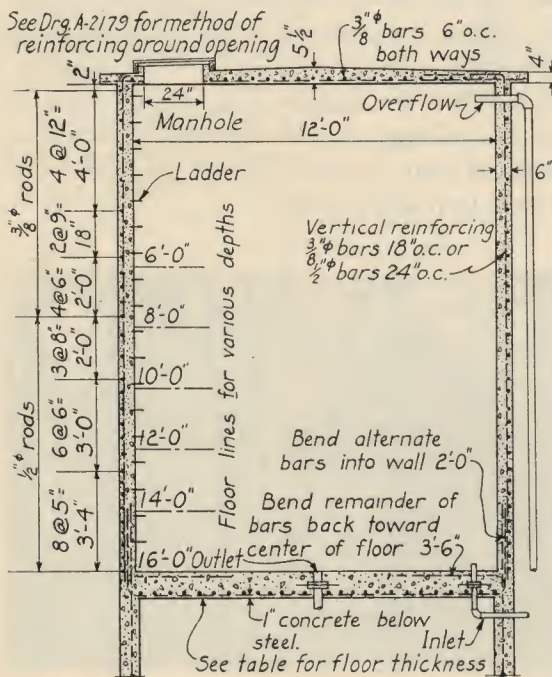 See Drg. A-2179 for method of
reinforcing around opening
2"
5 1/2"
3/8"ᶲ bars 6" o.c.
both ways
4"
24"
Manhole
Overflow
12'-0"
6"
Ladder
3/8"ᶲ rods
4 @ 12"=
4'-0"
2@9"=
18"
4@6"=
2'-0"
1/2"ᶲ rods
3@8"=
2'-0"
6@6"=
3'-0"
8@5"=
3'-4"
Floor lines for various depths
6'-0"
8'-0"
10'-0"
12'-0"
14'-0"
16'-0"
Vertical reinforcing
3/8"ᶲ bars 18"o.c. or
1/2"ᶲ bars 24"o.c.
Bend alternate
bars into wall 2'-0"
Bend remainder of
bars back toward
center of floor 3'-6"
Outlet
1" concrete below
steel.
Inlet
See table for floor thickness